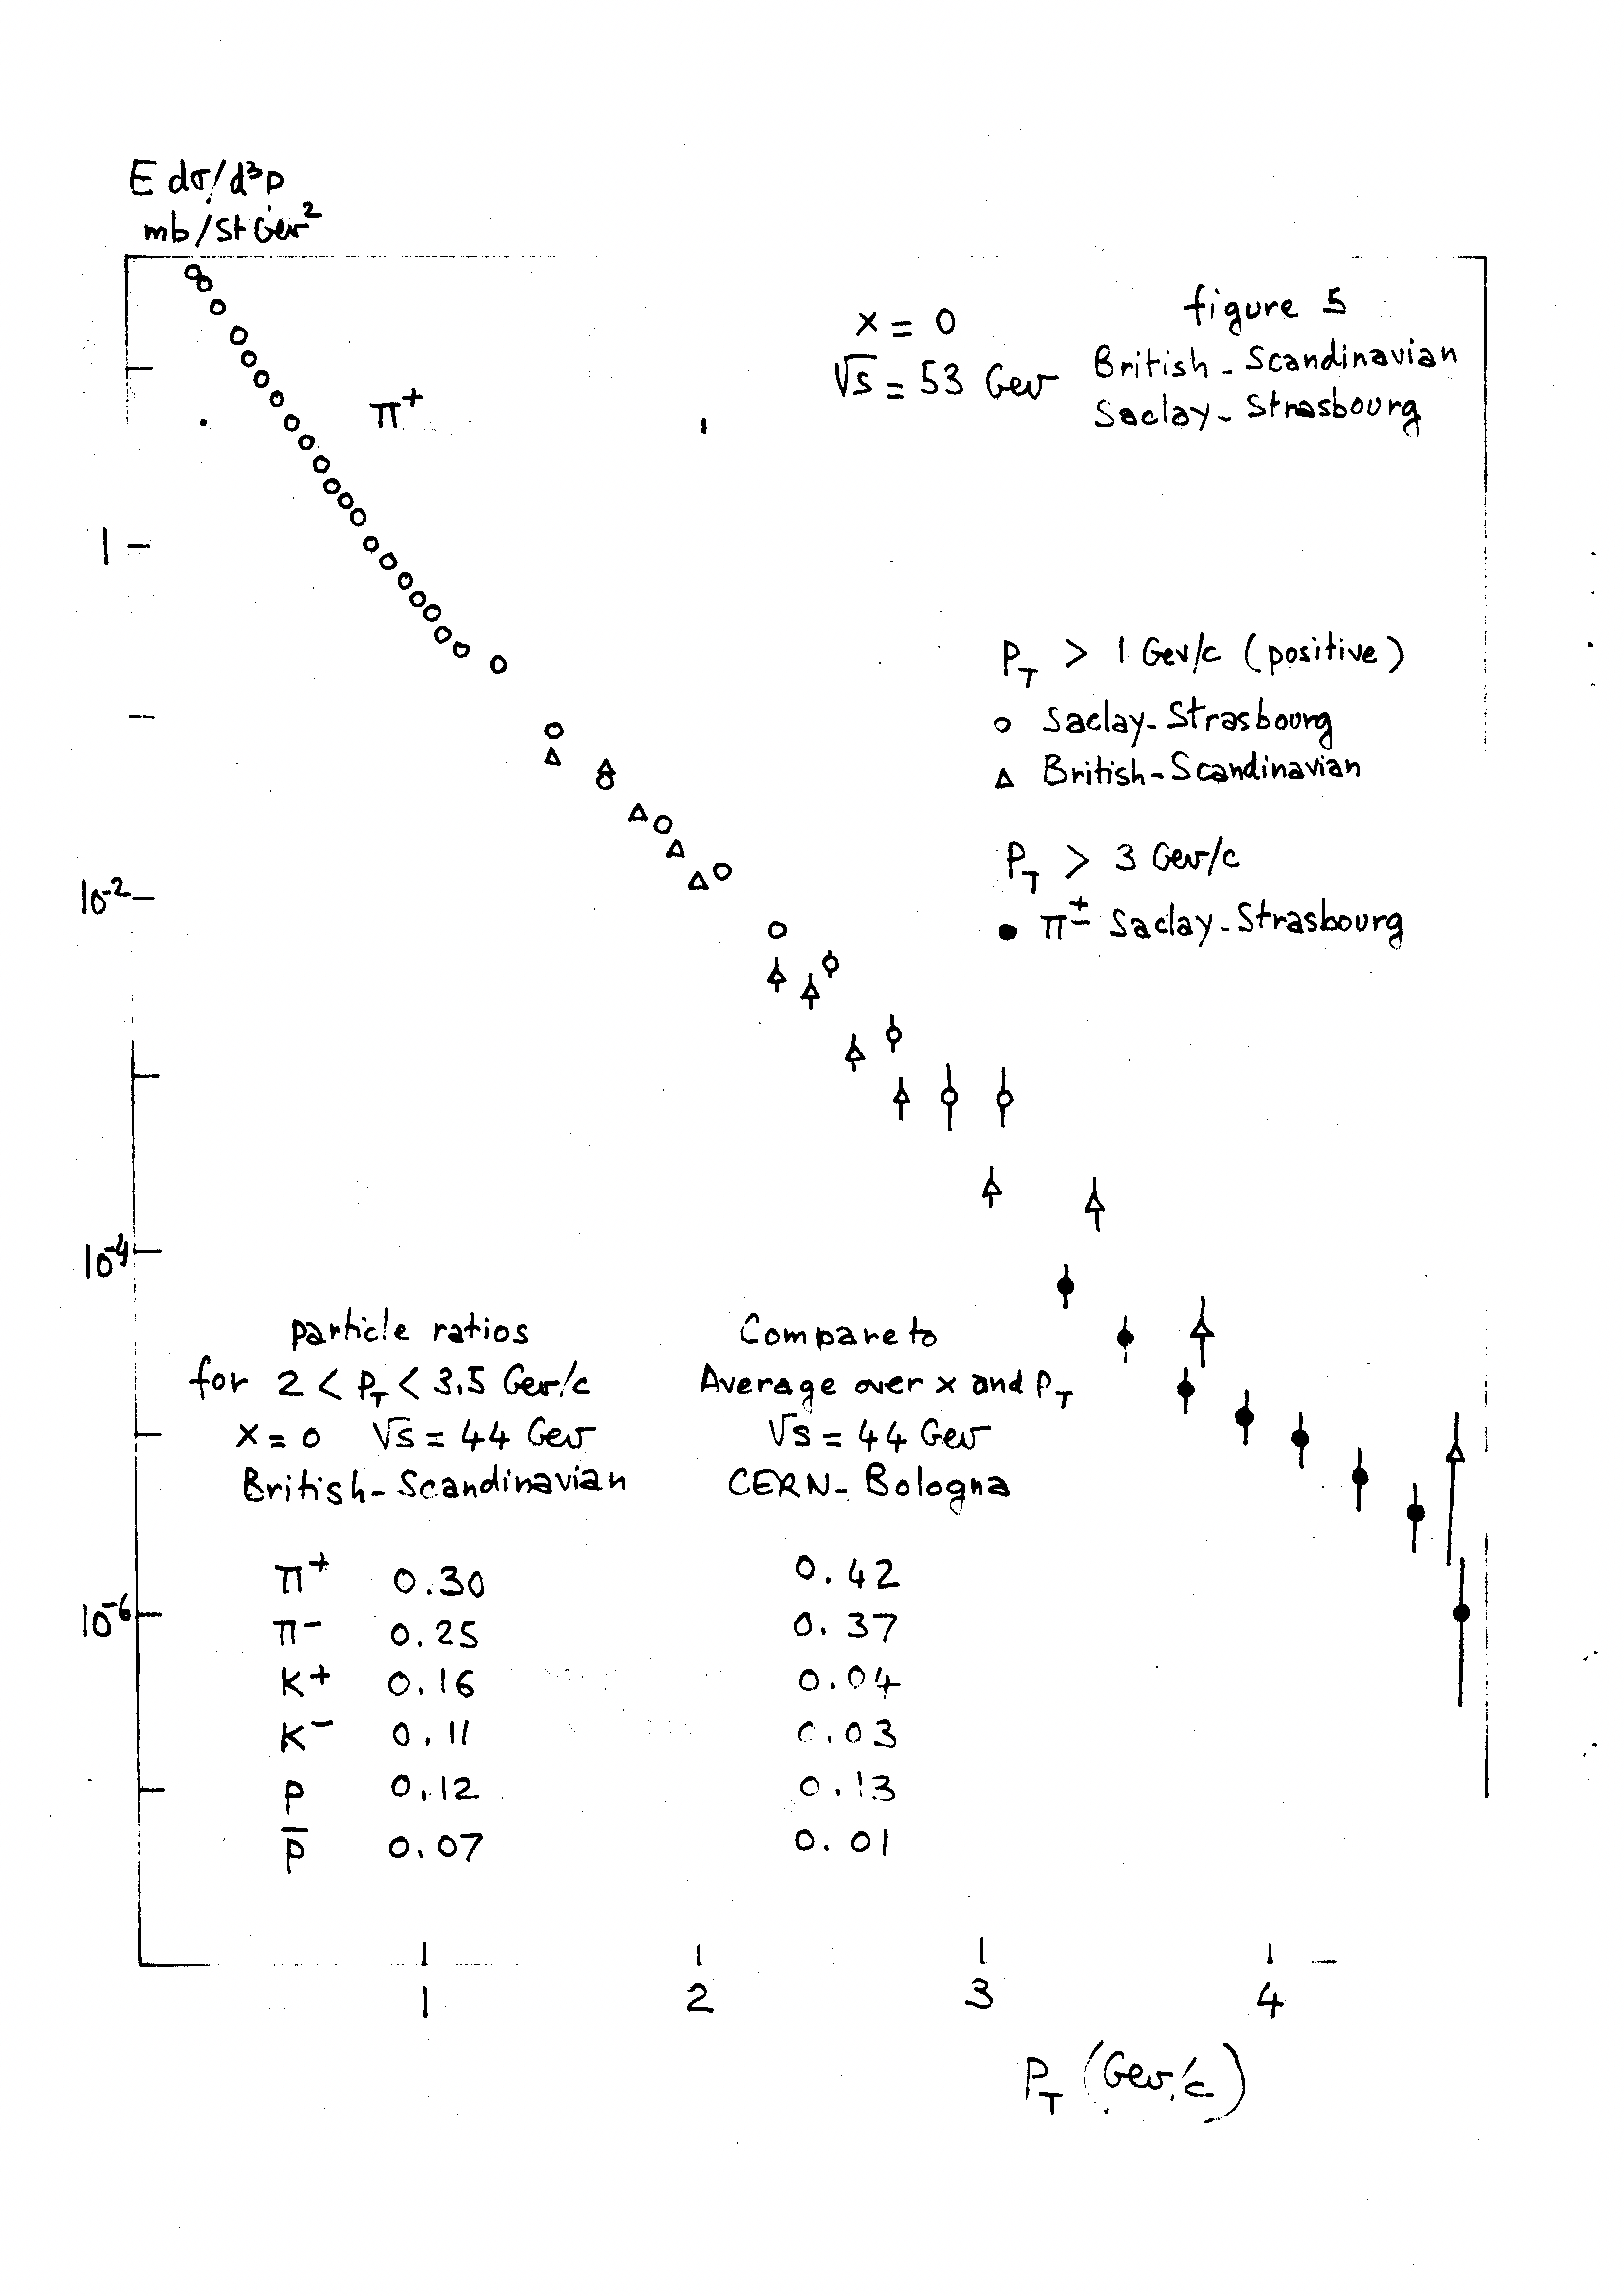 E dσ/d³p
mb/St Gev²
figure 5
x = 0
√s = 53 Gev
British - Scandinavian
Saclay - Strasbourg
π⁺
1
P_T > 1 Gev/c (positive)
o Saclay - Strasbourg
△ British - Scandinavian
10⁻²
P_T > 3 Gev/c
● π± Saclay - Strasbourg
10⁻⁴
particle ratios
for 2 < P_T < 3.5 Gev/c
x = 0 √s = 44 Gev
British - Scandinavian
Compare to
Average over x and P_T
√s = 44 Gev
CERN - Bologna
π⁺ 0.30 0.42
10⁻⁶
π⁻ 0.25 0.37
K⁺ 0.16 0.04
K⁻ 0.11 0.03
p 0.12 0.13
p̄ 0.07 0.01
1 2 3 4
P_T (Gev/c)